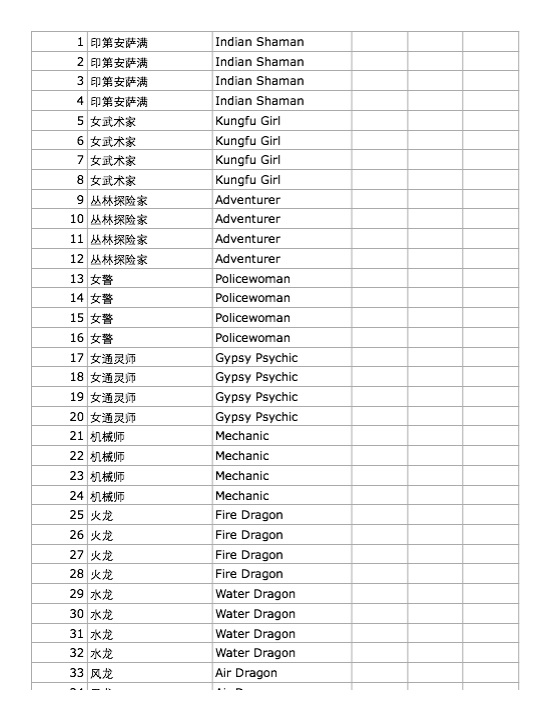 1 印第安萨满 Indian Shaman
2 印第安萨满 Indian Shaman
3 印第安萨满 Indian Shaman
4 印第安萨满 Indian Shaman
5 女武术家 Kungfu Girl
6 女武术家 Kungfu Girl
7 女武术家 Kungfu Girl
8 女武术家 Kungfu Girl
9 丛林探险家 Adventurer
10 丛林探险家 Adventurer
11 丛林探险家 Adventurer
12 丛林探险家 Adventurer
13 女警 Policewoman
14 女警 Policewoman
15 女警 Policewoman
16 女警 Policewoman
17 女通灵师 Gypsy Psychic
18 女通灵师 Gypsy Psychic
19 女通灵师 Gypsy Psychic
20 女通灵师 Gypsy Psychic
21 机械师 Mechanic
22 机械师 Mechanic
23 机械师 Mechanic
24 机械师 Mechanic
25 火龙 Fire Dragon
26 火龙 Fire Dragon
27 火龙 Fire Dragon
28 火龙 Fire Dragon
29 水龙 Water Dragon
30 水龙 Water Dragon
31 水龙 Water Dragon
32 水龙 Water Dragon
33 风龙 Air Dragon